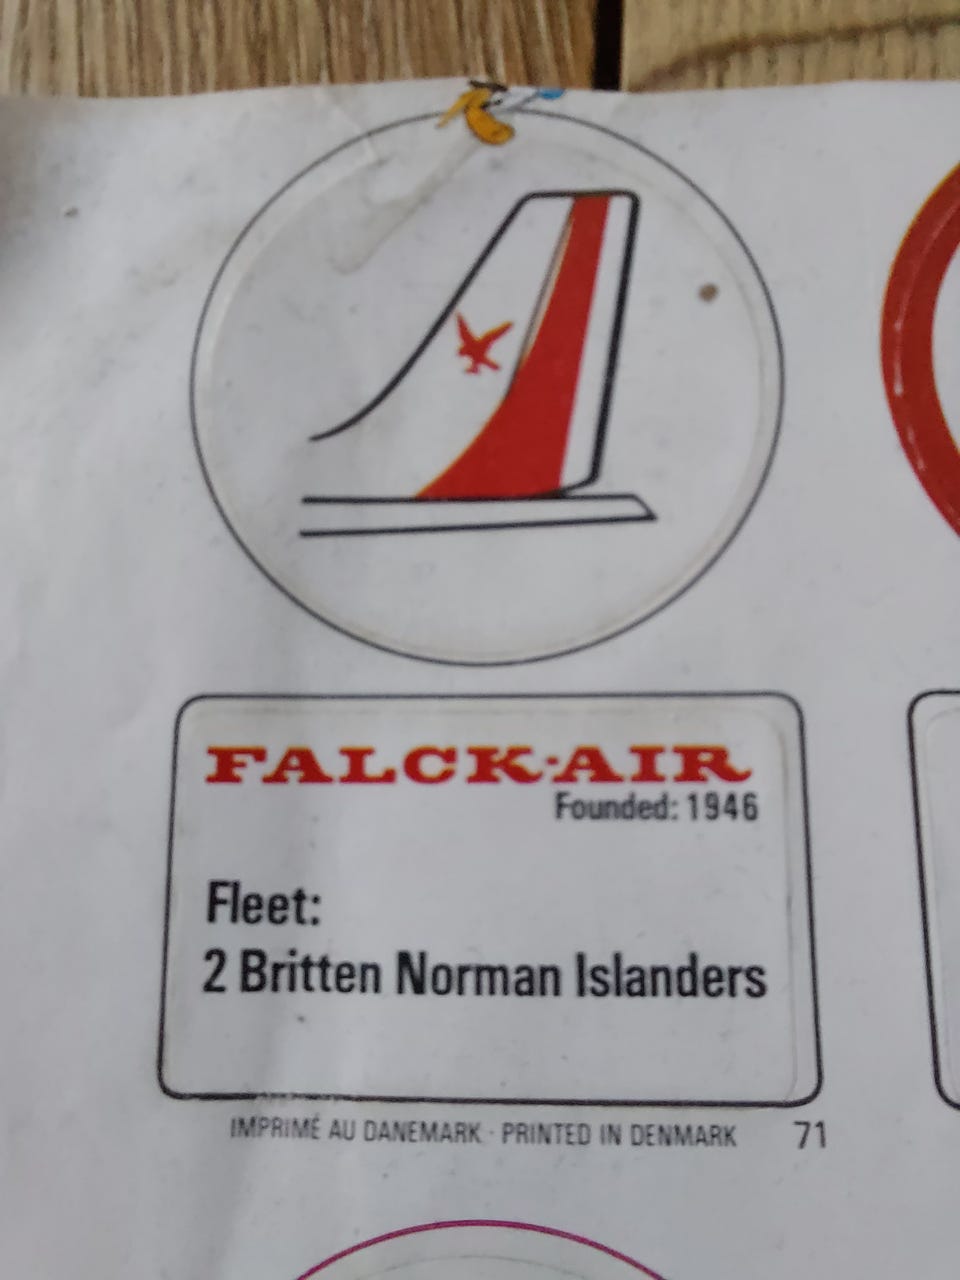 FALCK-AIR
Founded: 1946
Fleet:
2 Britten Norman Islanders
IMPRIMÉ AU DANEMARK · PRINTED IN DENMARK 71